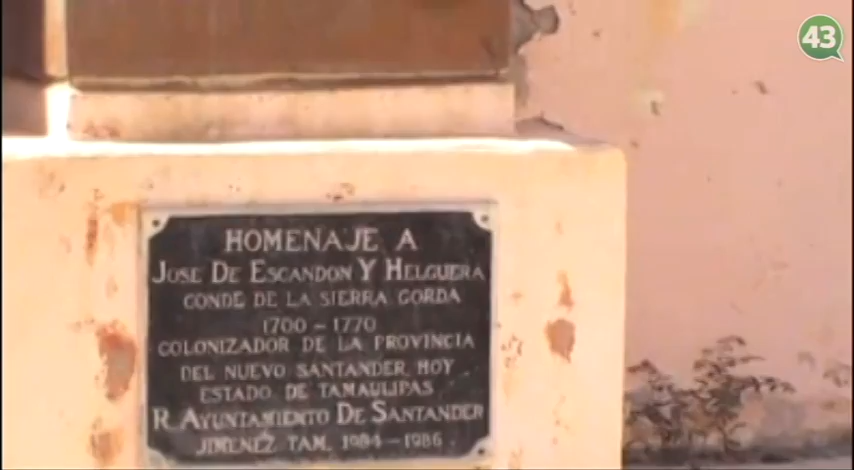 43
HOMENAJE A
JOSE DE ESCANDON Y HELGUERA
CONDE DE LA SIERRA GORDA
1700 - 1770
COLONIZADOR DE LA PROVINCIA
DEL NUEVO SANTANDER HOY
ESTADO DE TAMAULIPAS
R. AYUNTAMIENTO DE SANTANDER
JIMENEZ TAM. 1984 - 1986